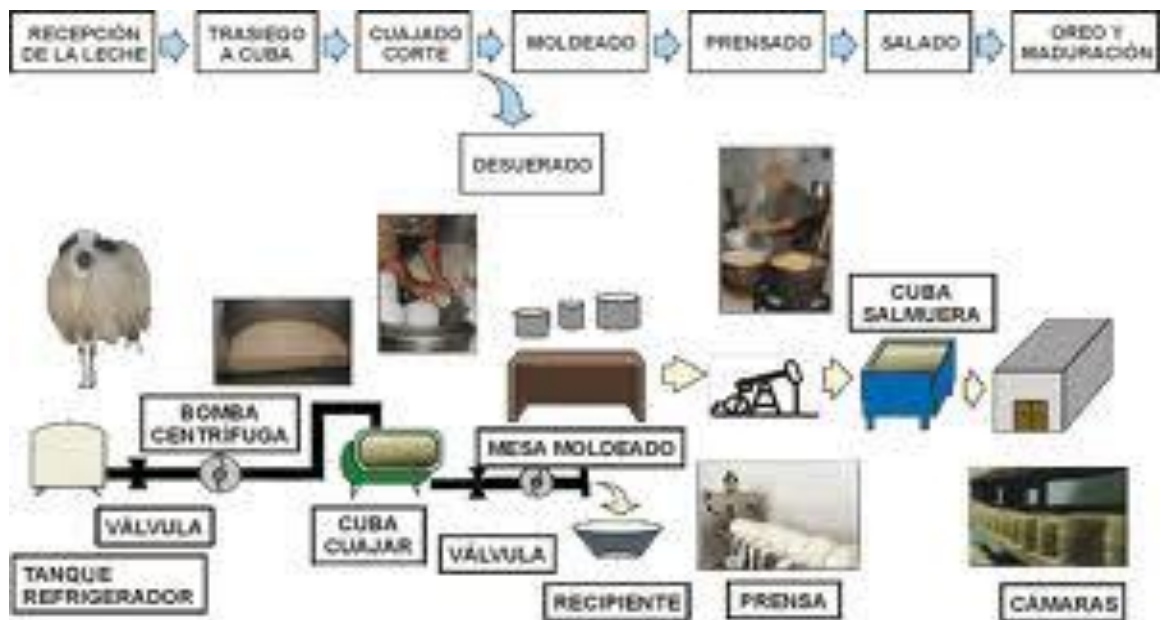 RECEPCIÓN
DE LA LECHE
TRASIEGO
A CUBA
CUAJADO
CORTE
MOLDEADO
PRENSADO
SALADO
OREO Y
MADURACIÓN
DESUERADO
CUBA
SALMUERA
BOMBA
CENTRÍFUGA
MESA MOLDEADO
VÁLVULA
CUBA
CUAJAR
VÁLVULA
TANQUE
REFRIGERADOR
RECIPIENTE
PRENSA
CÁMARAS